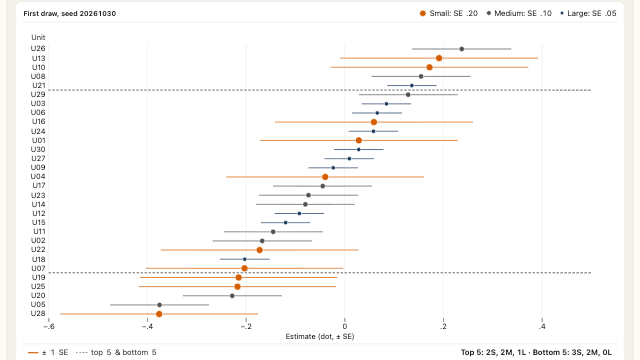 First draw, seed 20261030
Small: SE .20 Medium: SE .10 Large: SE .05
Unit
U26
U13
U10
U08
U21
U29
U03
U06
U16
U24
U01
U30
U27
U09
U04
U17
U23
U14
U12
U15
U11
U02
U22
U18
U07
U19
U25
U20
U05
U28
-.6 -.4 -.2 0 .2 .4
Estimate (dot, ± SE)
± 1 SE top 5 & bottom 5 Top 5: 2S, 2M, 1L · Bottom 5: 3S, 2M, 0L